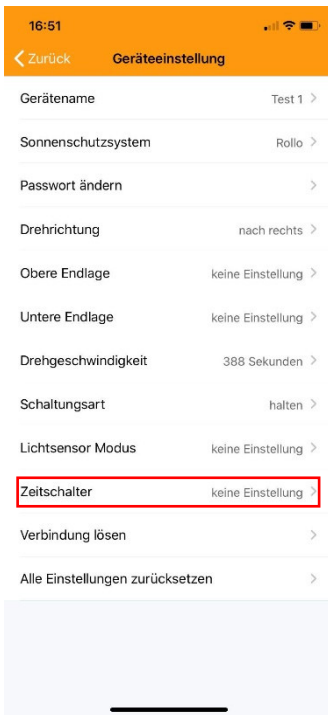 16:51
Zurück Geräteeinstellung
Gerätename Test 1
Sonnenschutzsystem Rollo
Passwort ändern
Drehrichtung nach rechts
Obere Endlage keine Einstellung
Untere Endlage keine Einstellung
Drehgeschwindigkeit 388 Sekunden
Schaltungsart halten
Lichtsensor Modus keine Einstellung
Zeitschalter keine Einstellung
Verbindung lösen
Alle Einstellungen zurücksetzen